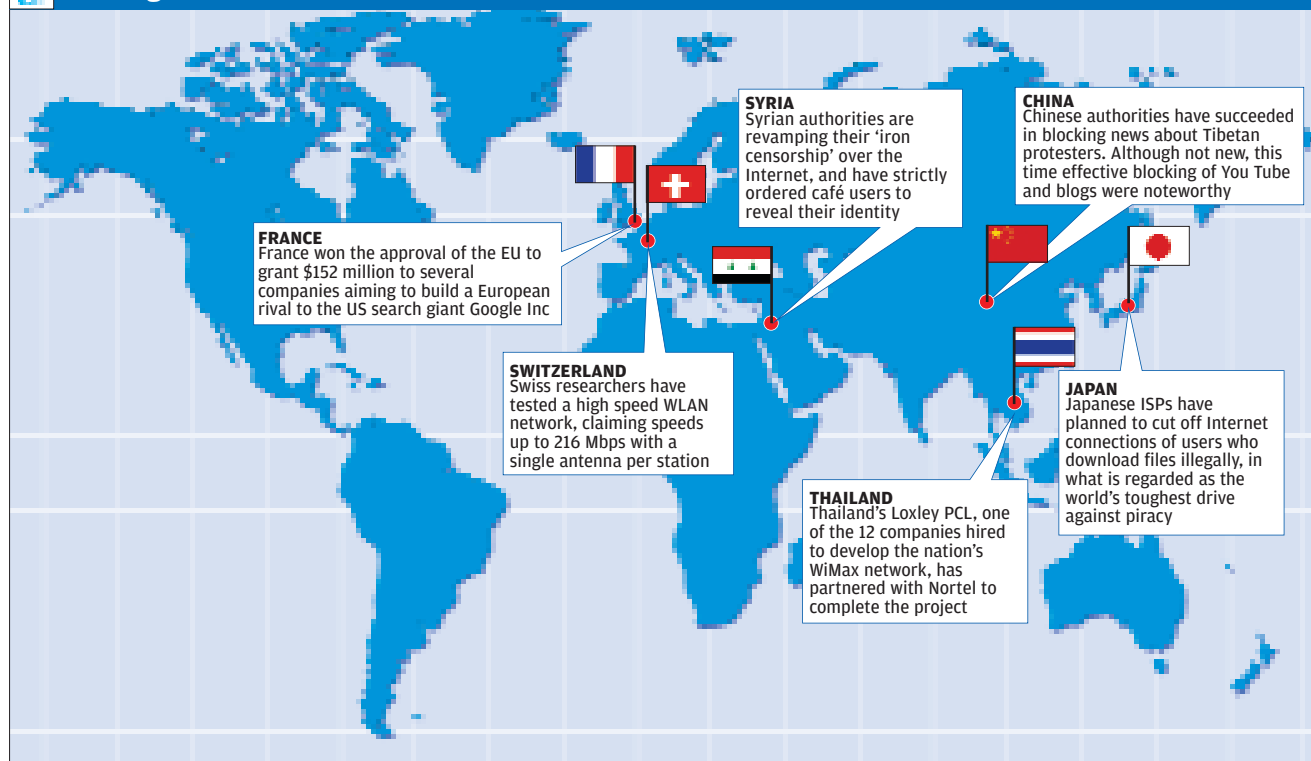 FRANCE
France won the approval of the EU to
grant $152 million to several
companies aiming to build a European
rival to the US search giant Google Inc
SWITZERLAND
Swiss researchers have
tested a high speed WLAN
network, claiming speeds
up to 216 Mbps with a
single antenna per station
SYRIA
Syrian authorities are
revamping their ‘iron
censorship’ over the
Internet, and have strictly
ordered café users to
reveal their identity
CHINA
Chinese authorities have succeeded
in blocking news about Tibetan
protesters. Although not new, this
time effective blocking of You Tube
and blogs were noteworthy
THAILAND
Thailand’s Loxley PCL, one
of the 12 companies hired
to develop the nation’s
WiMax network, has
partnered with Nortel to
complete the project
JAPAN
Japanese ISPs have
planned to cut off Internet
connections of users who
download files illegally, in
what is regarded as the
world’s toughest drive
against piracy